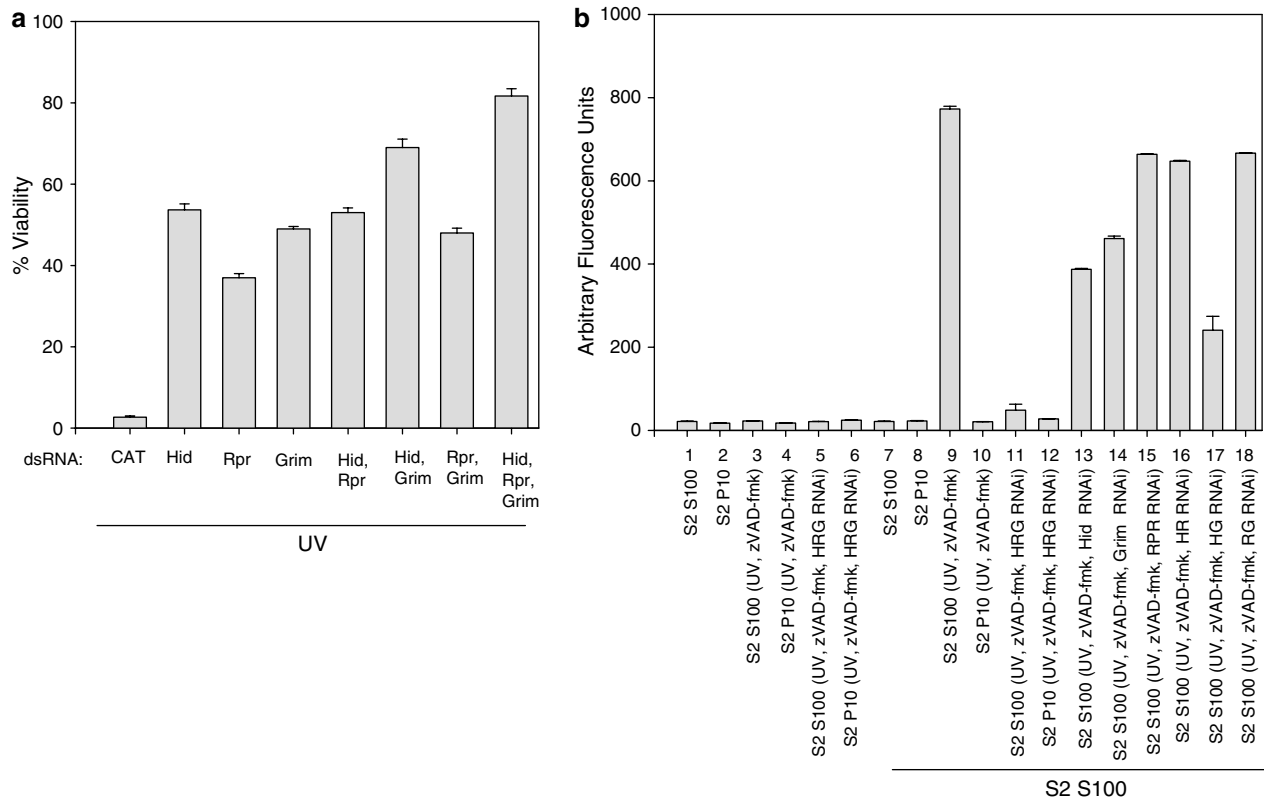 a
100
80
60
40
20
0
% Viability
dsRNA:
CAT
Hid
Rpr
Grim
Hid,
Rpr
Hid,
Grim
Rpr,
Grim
Hid,
Rpr,
Grim
UV
b
1000
800
600
400
200
0
Arbitrary Fluorescence Units
1
2
3
4
5
6
7
8
9
10
11
12
13
14
15
16
17
18
S2 S100
S2 P10
S2 S100 (UV, zVAD-fmk)
S2 P10 (UV, zVAD-fmk)
S2 S100 (UV, zVAD-fmk, HRG RNAi)
S2 P10 (UV, zVAD-fmk, HRG RNAi)
S2 S100
S2 P10
S2 S100 (UV, zVAD-fmk)
S2 P10 (UV, zVAD-fmk)
S2 S100 (UV, zVAD-fmk, HRG RNAi)
S2 P10 (UV, zVAD-fmk, HRG RNAi)
S2 S100 (UV, zVAD-fmk, Hid RNAi)
S2 S100 (UV, zVAD-fmk, Grim RNAi)
S2 S100 (UV, zVAD-fmk, RPR RNAi)
S2 S100 (UV, zVAD-fmk, HR RNAi)
S2 S100 (UV, zVAD-fmk, HG RNAi)
S2 S100 (UV, zVAD-fmk, RG RNAi)
S2 S100